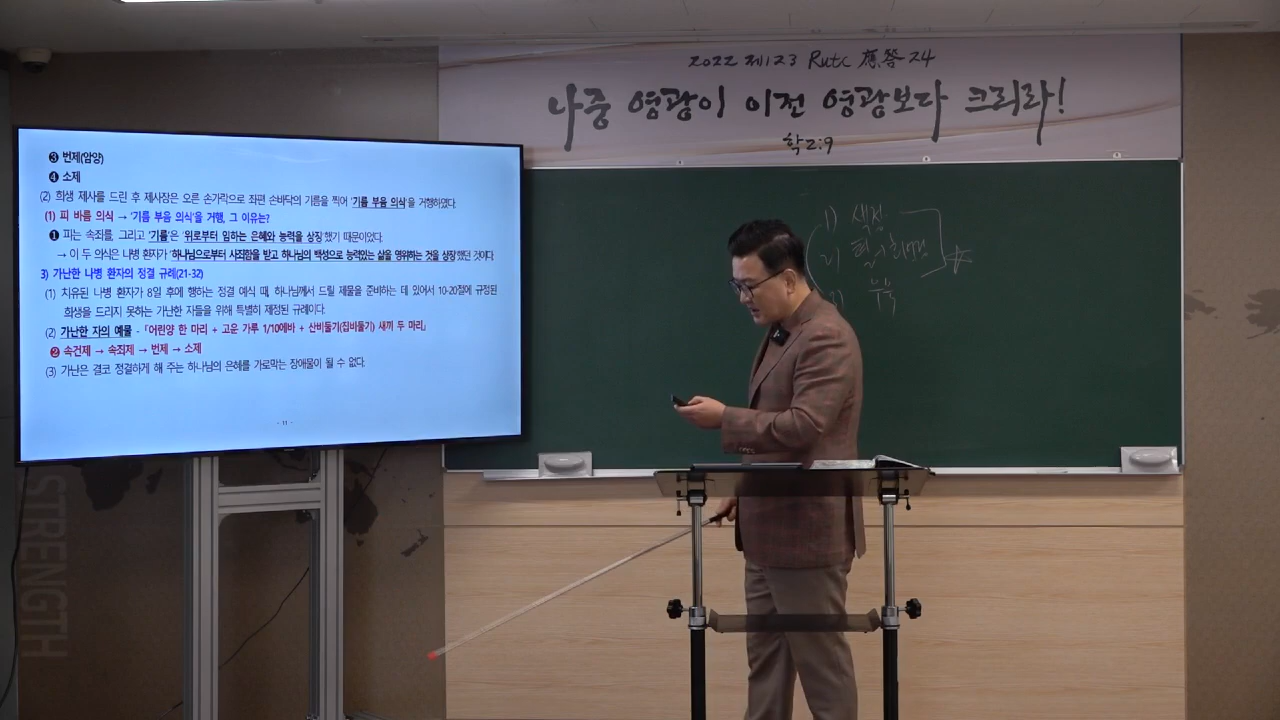 2022 제123 Rutc 應答 24
나중 영광이 이전 영광보다 크리라!
학2:9
❸ 번제(암양)
❹ 소제
(2) 희생 제사를 드린 후 제사장은 오른 손가락으로 좌편 손바닥의 기름을 찍어 '기름 부음 의식'을 거행하였다.
(1) 피 바름 의식 → '기름 부음 의식'을 거행, 그 이유는?
❶ 피는 속죄를, 그리고 '기름'은 '위로부터 임하는 은혜와 능력을 상징'했기 때문이었다.
→ 이 두 의식은 나병 환자가 '하나님으로부터 사죄함을 받고 하나님의 백성으로 능력있는 삶을 영위하는 것을 상징'했던 것이다
3) 가난한 나병 환자의 정결 규례(21-32)
(1) 치유된 나병 환자가 8일 후에 행하는 정결 예식 때, 하나님께서 드릴 제물을 준비하는 데 있어서 10-20절에 규정된
희생을 드리지 못하는 가난한 자들을 위해 특별히 제정된 규례이다.
(2) 가난한 자의 예물 - 「어린양 한 마리 + 고운 가루 1/10에바 + 산비둘기(집비둘기) 새끼 두 마리」
❷ 속건제 → 속죄제 → 번제 → 소제
(3) 가난은 결코 정결하게 해 주는 하나님의 은혜를 가로막는 장애물이 될 수 없다.
- 11 -
1) 색점
2)
STRENGTH